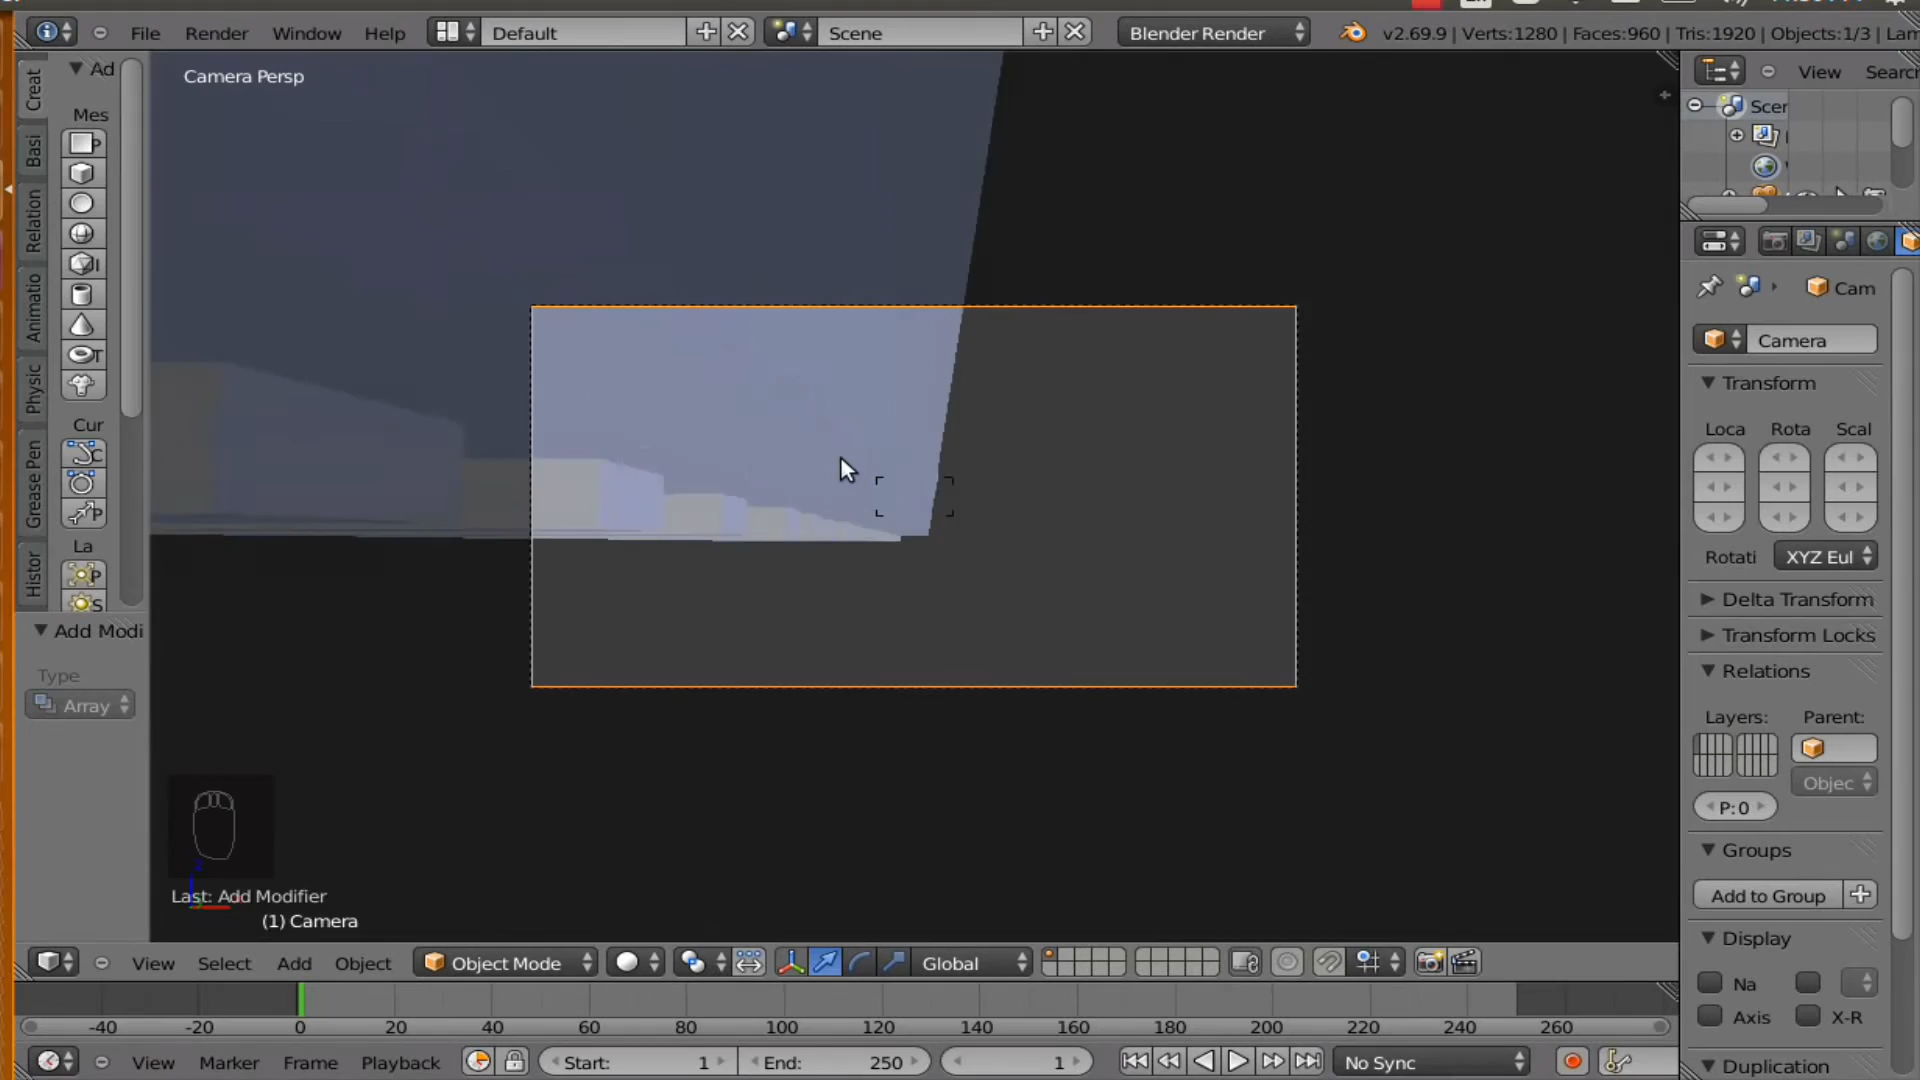 File Window Render Help Default Scene Blender Render v2.69.9 | Verts:1280 | Faces:960 | Tris:1920 | Objects:1/3 | Lam
Camera Persp
View Searc
Scer
Creat
Basi
Relation
Animatio
Physic
Grease Pen
Histor
Ad
Mes
Cur
La
Add Modi
Type
Array
Last: Add Modifier
(1) Camera
Cam
Camera
Transform
Loca Rota Scal
Rotati XYZ Eul
Delta Transform
Transform Locks
Relations
Layers: Parent:
Objec
P: 0
Groups
Add to Group
Display
Na
Axis X-R
Duplication
View Select Add Object Object Mode Global
-40 -20 0 20 40 60 80 100 120 140 160 180 200 220 240 260
View Marker Frame Playback Start: 1 End: 250 1 No Sync